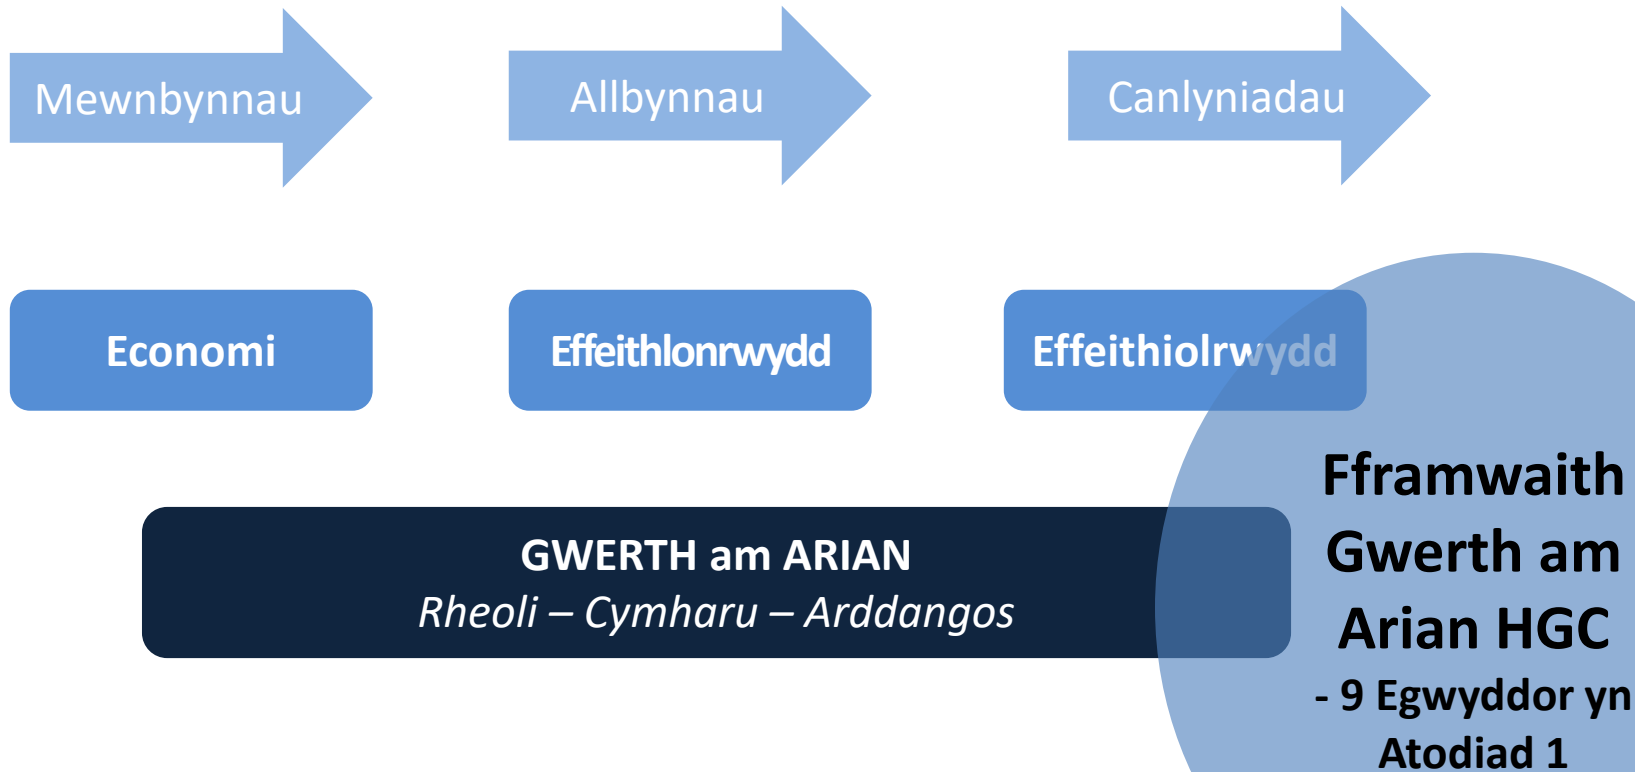 Mewnbynnau
Allbynnau
Canlyniadau
Economi
Effeithlonrwydd
Effeithiolrwydd
GWERTH am ARIAN
Rheoli – Cymharu – Arddangos
Fframwaith
Gwerth am
Arian HGC
- 9 Egwyddor yn
Atodiad 1